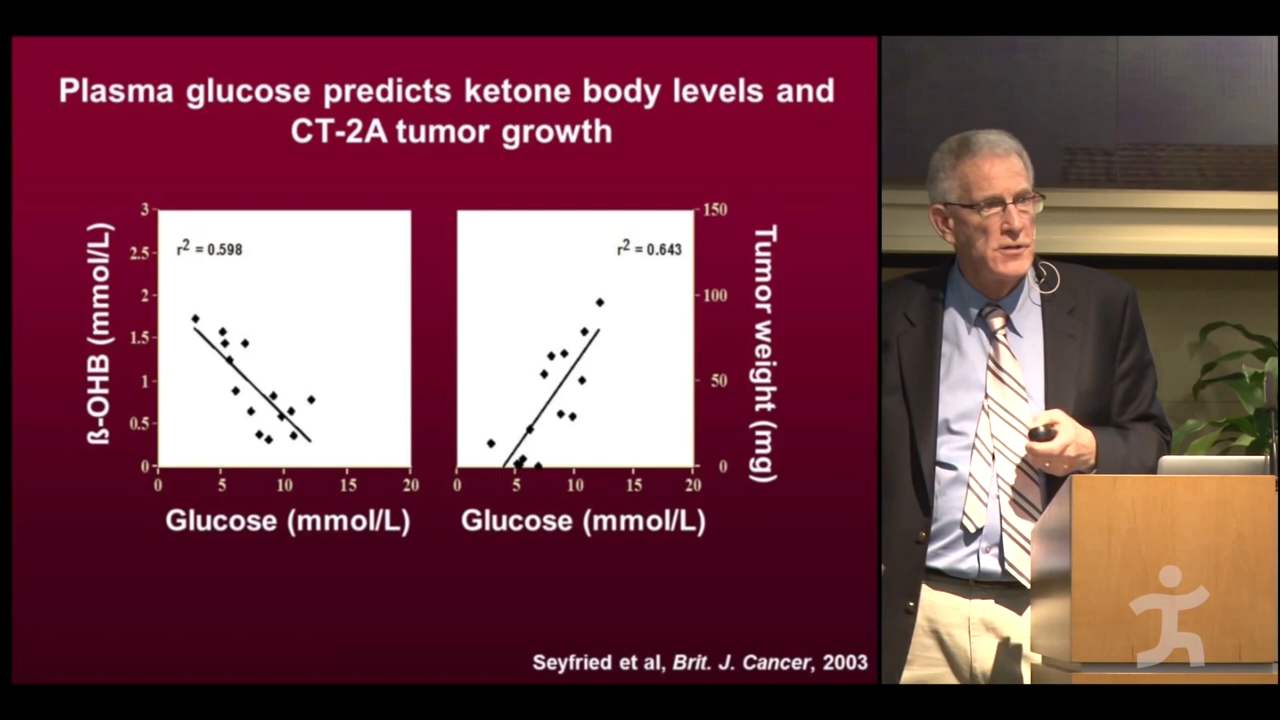 Plasma glucose predicts ketone body levels and
CT-2A tumor growth
ß-OHB (mmol/L)
3
2.5
2
1.5
1
0.5
0
r² = 0.598
0 5 10 15 20
Glucose (mmol/L)
r² = 0.643
150
100
50
0
Tumor weight (mg)
0 5 10 15 20
Glucose (mmol/L)
Seyfried et al, Brit. J. Cancer, 2003